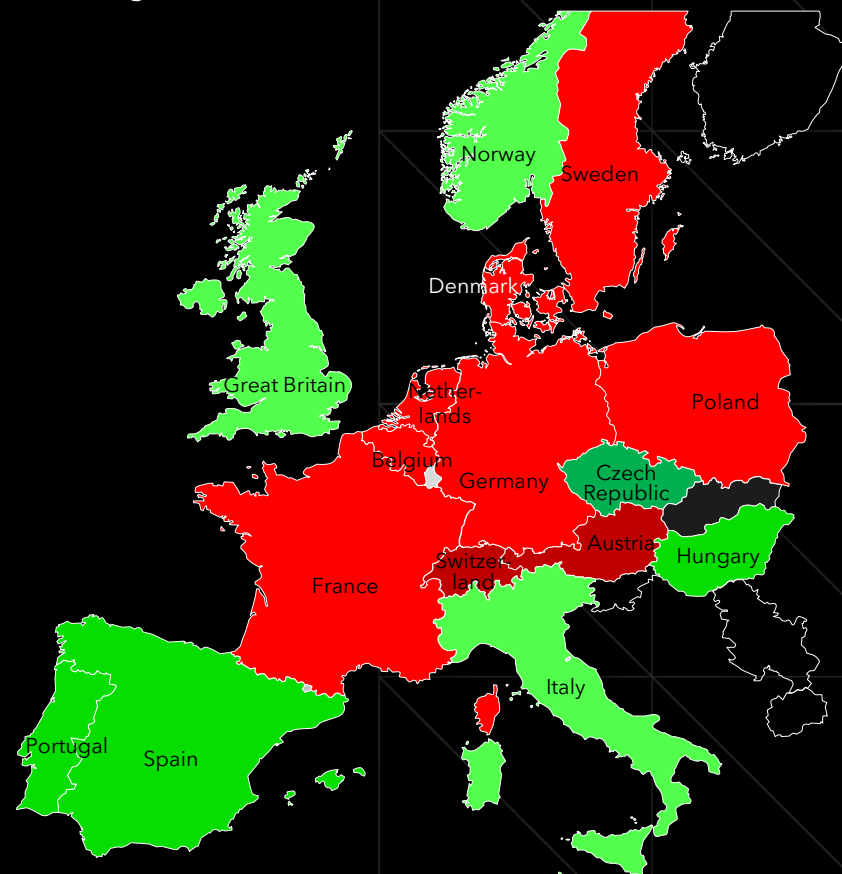 Norway
Sweden
Denmark
Great Britain
Nether-
lands
Poland
Belgium
Germany
Czech
Republic
Austria
Hungary
Switzer-
land
France
Italy
Portugal
Spain